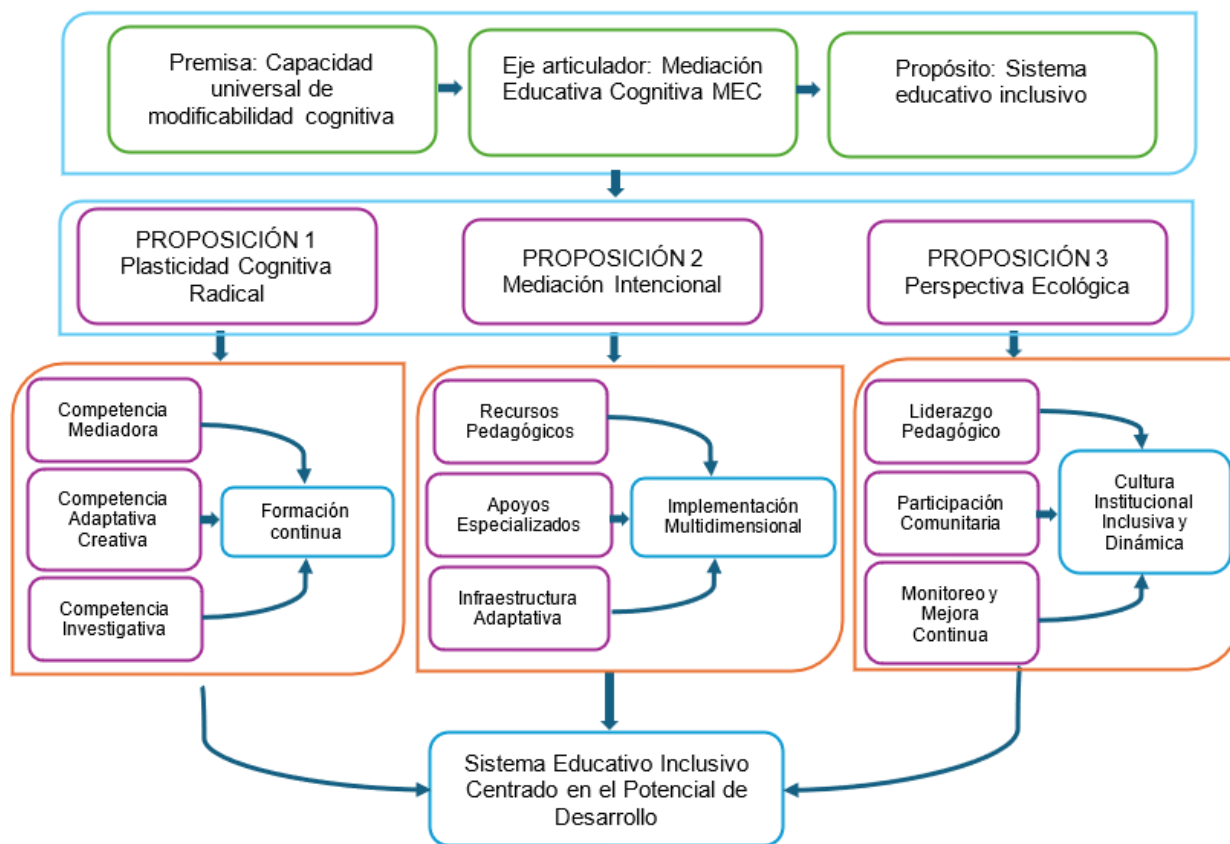 Premisa: Capacidad
universal de
modificabilidad cognitiva
Eje articulador: Mediación
Educativa Cognitiva MEC
Propósito: Sistema
educativo inclusivo
PROPOSICIÓN 1
Plasticidad Cognitiva
Radical
PROPOSICIÓN 2
Mediación Intencional
PROPOSICIÓN 3
Perspectiva Ecológica
Competencia
Mediadora
Competencia
Adaptativa
Creativa
Competencia
Investigativa
Formación
continua
Recursos
Pedagógicos
Apoyos
Especializados
Infraestructura
Adaptativa
Implementación
Multidimensional
Liderazgo
Pedagógico
Participación
Comunitaria
Monitoreo y
Mejora
Continua
Cultura
Institucional
Inclusiva y
Dinámica
Sistema Educativo Inclusivo
Centrado en el Potencial de
Desarrollo